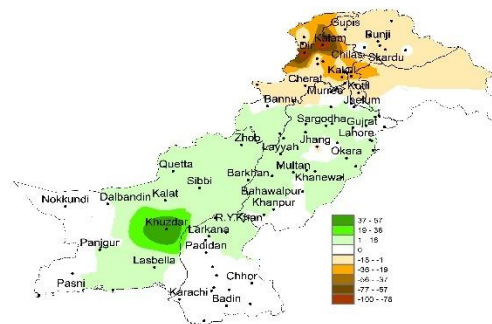 Gupis
Bunji
Kalam
Dir
Chilas
Skardu
Kakul
Cherat
Kotli
Murree
Bannu
Jhelum
Sargodha
Gujrat
Zhob
Lahore
Layyah
Jhang
Okara
Quetta
Multan
Barkhan
Khanewal
Sibbi
Dalbandin
Kalat
Bahawalpur
Nokkundi
Khanpur
R.Y.Khan
Khuzdar
Larkana
Panjgur
Paddan
Lasbella
Pasni
Chhor
Karachi
Badin
37 - 57
19 - 36
1 - 18
0
-18 - -1
-36 - -19
-56 - -37
-77 - -57
-100 - -78